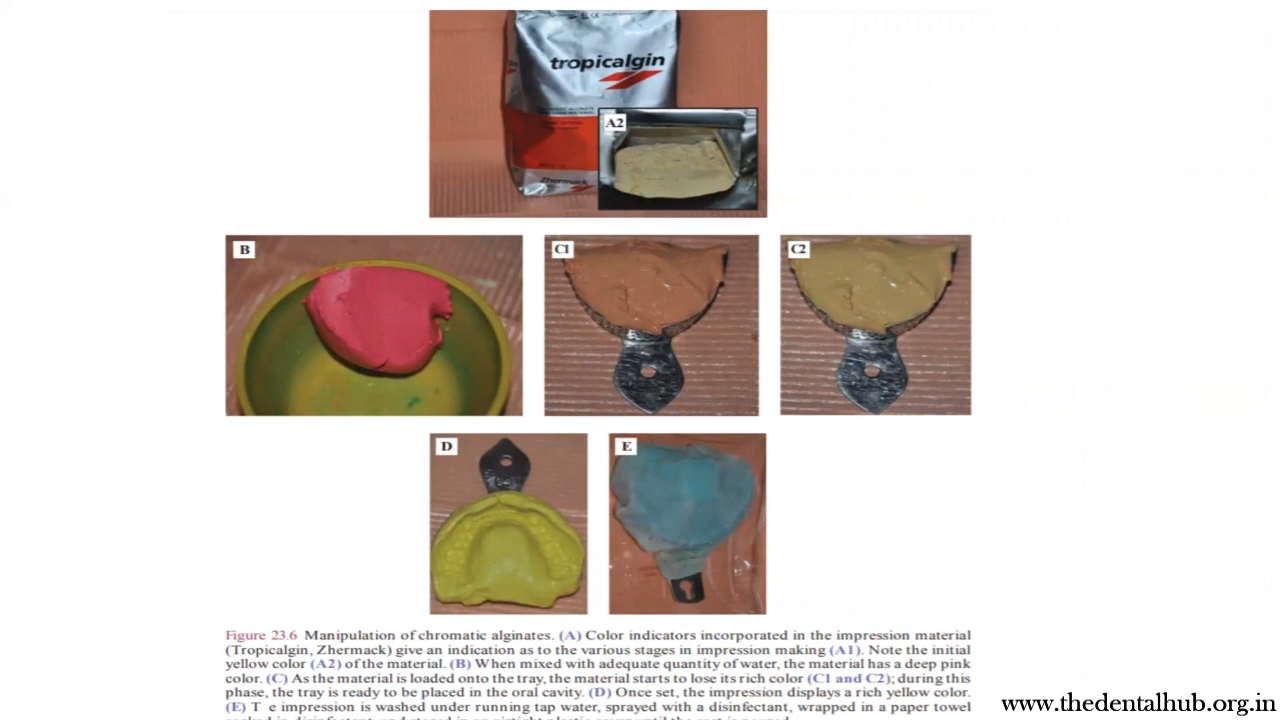 tropicalgin
A2
Zhermack
B
C1
C2
D
E
Figure 23.6 Manipulation of chromatic alginates. (A) Color indicators incorporated in the impression material
(Tropicalgin, Zhermack) give an indication as to the various stages in impression making (A1). Note the initial
yellow color (A2) of the material. (B) When mixed with adequate quantity of water, the material has a deep pink
color. (C) As the material is loaded onto the tray, the material starts to lose its rich color (C1 and C2); during this
phase, the tray is ready to be placed in the oral cavity. (D) Once set, the impression displays a rich yellow color.
(E) T e impression is washed under running tap water, sprayed with a disinfectant, wrapped in a paper towel
www.thedentalhub.org.in